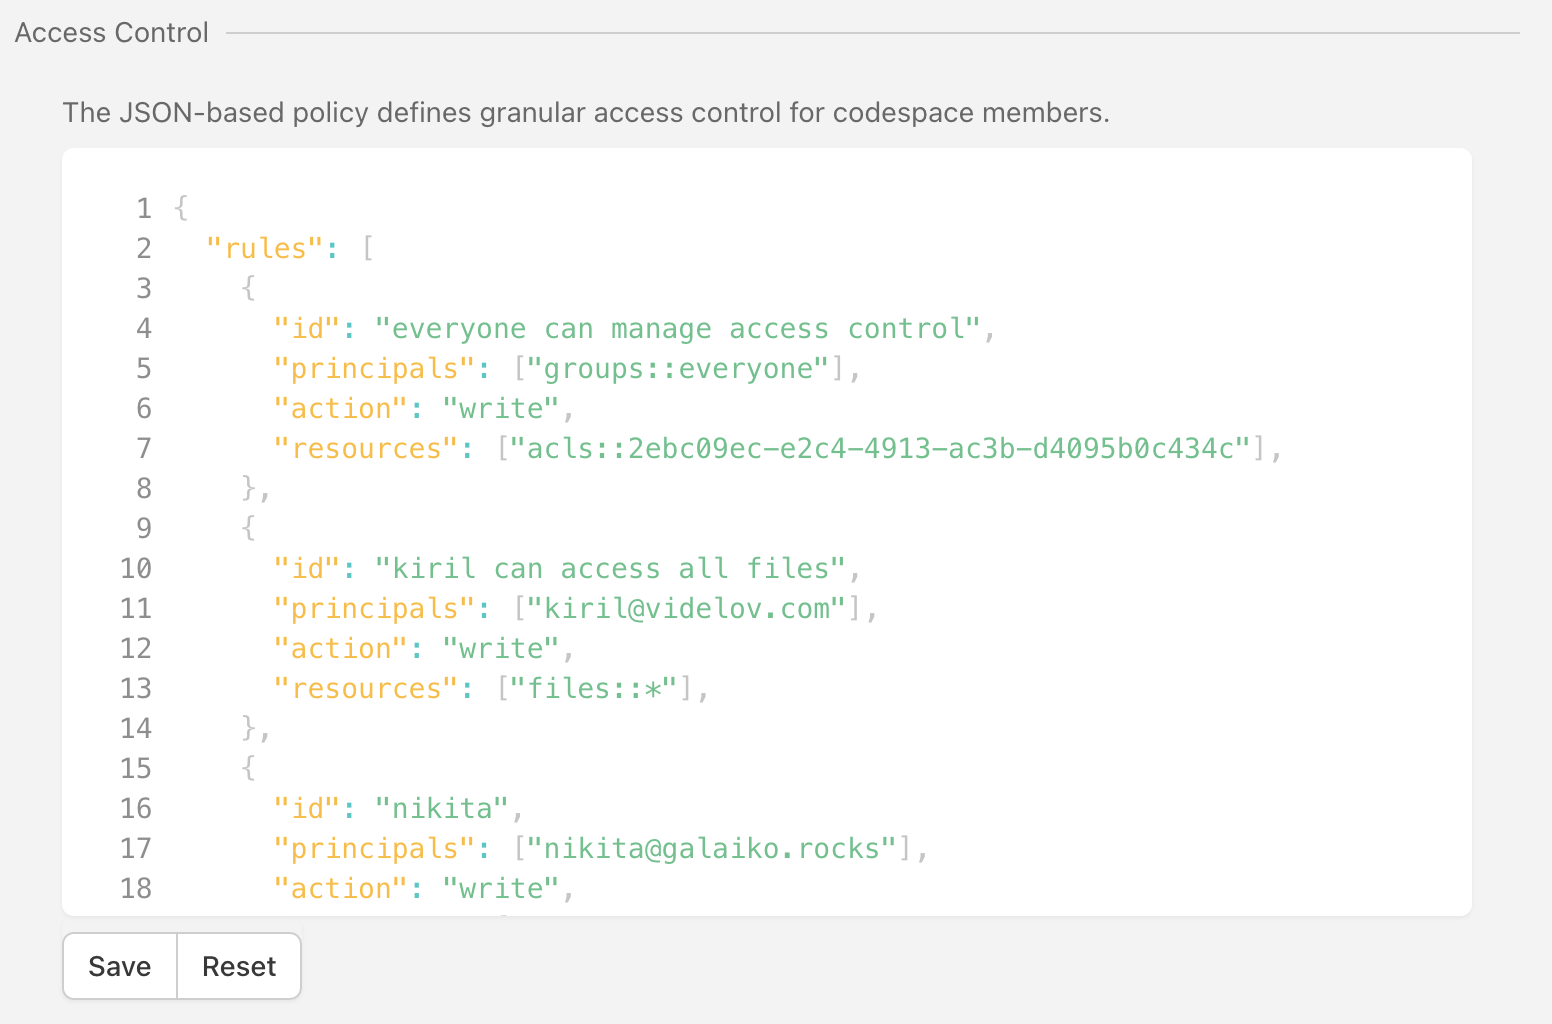 Access Control
The JSON-based policy defines granular access control for codespace members.
1 {
2   "rules": [
3     {
4       "id": "everyone can manage access control",
5       "principals": ["groups::everyone"],
6       "action": "write",
7       "resources": ["acls::2ebc09ec-e2c4-4913-ac3b-d4095b0c434c"],
8     },
9     {
10       "id": "kiril can access all files",
11       "principals": ["kiril@videlov.com"],
12       "action": "write",
13       "resources": ["files::*"],
14     },
15     {
16       "id": "nikita",
17       "principals": ["nikita@galaiko.rocks"],
18       "action": "write",
Save Reset